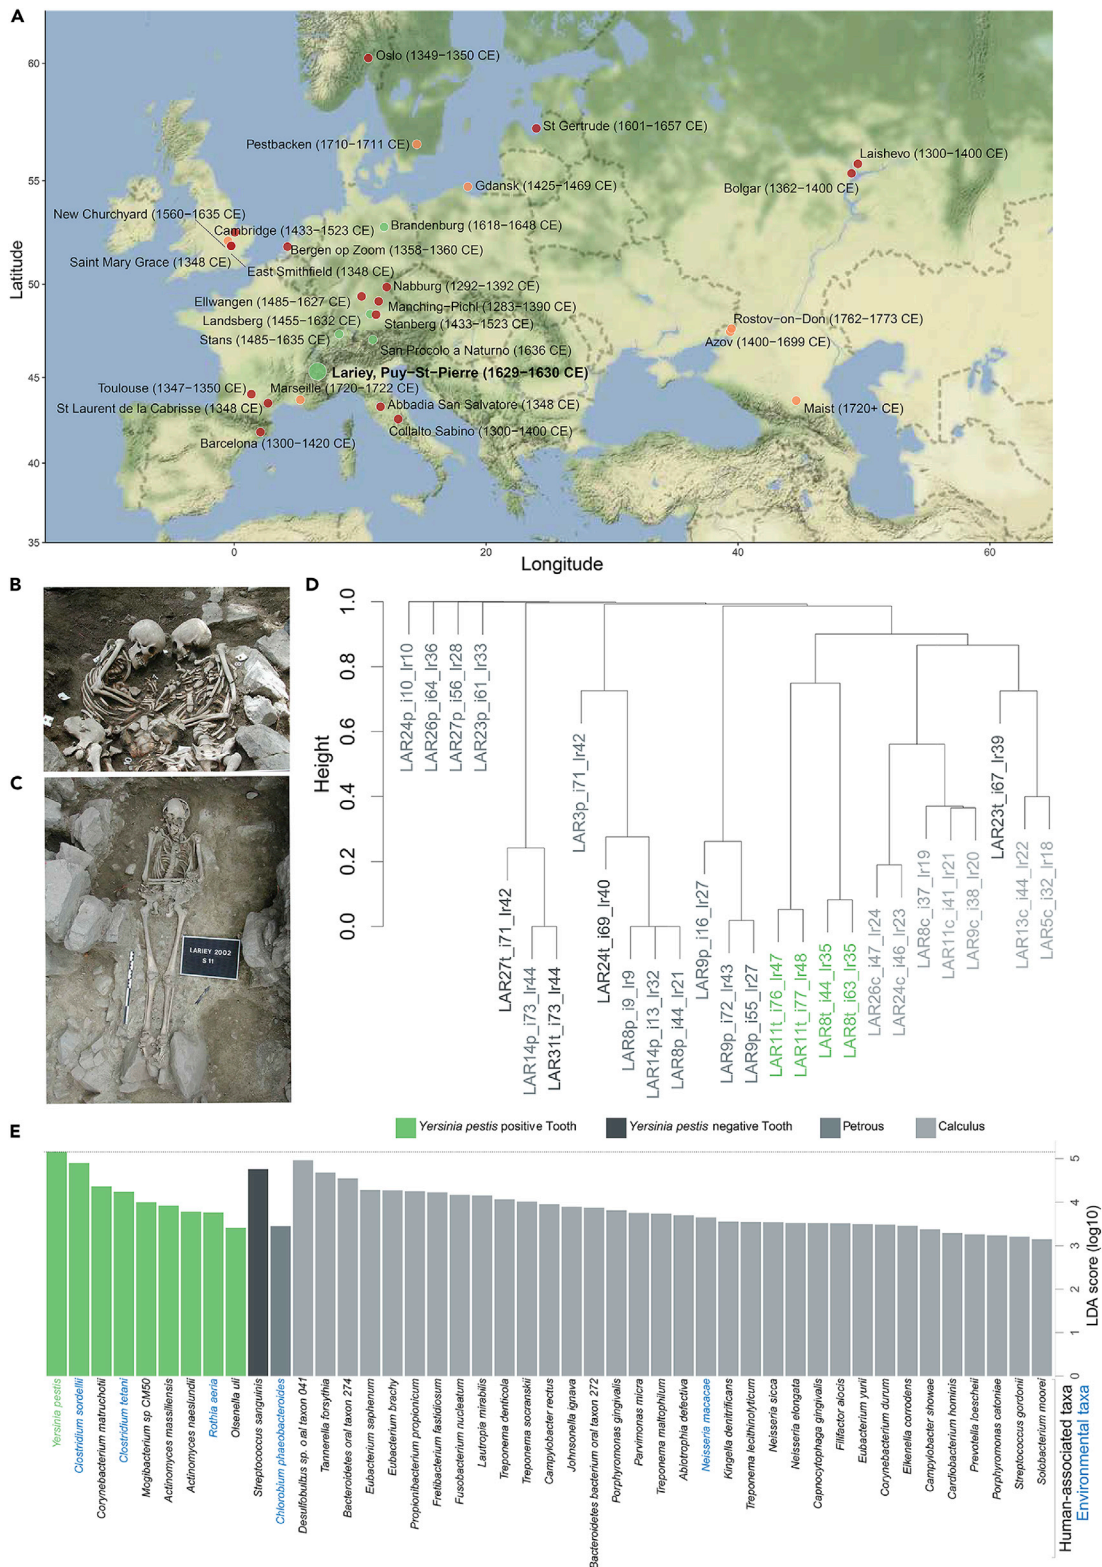 A
60
55
50
45
40
35
Latitude
0
20
40
60
Longitude
Oslo (1349–1350 CE)
St Gertrude (1601–1657 CE)
Pestbacken (1710–1711 CE)
Laishevo (1300–1400 CE)
Gdansk (1425–1469 CE)
Bolgar (1362–1400 CE)
New Churchyard (1560–1635 CE)
Cambridge (1433–1523 CE)
Brandenburg (1618–1648 CE)
Bergen op Zoom (1358–1360 CE)
Saint Mary Grace (1348 CE)
East Smithfield (1348 CE)
Nabburg (1292–1392 CE)
Ellwangen (1485–1627 CE)
Manching–Pichl (1283–1390 CE)
Landsberg (1455–1632 CE)
Stanberg (1433–1523 CE)
Rostov–on–Don (1762–1773 CE)
Stans (1485–1635 CE)
Azov (1400–1699 CE)
San Procolo a Naturno (1636 CE)
Lariey, Puy–St–Pierre (1629–1630 CE)
Toulouse (1347–1350 CE)
Marseille (1720–1722 CE)
St Laurent de la Cabrisse (1348 CE)
Abbadia San Salvatore (1348 CE)
Maist (1720+ CE)
Collalto Sabino (1300–1400 CE)
Barcelona (1300–1420 CE)
B
C
LARIEY 2002
S 11
D
Height
1.0
0.8
0.6
0.4
0.2
0.0
LAR24p_i10_lr10
LAR26p_i64_lr36
LAR27p_i56_lr28
LAR23p_i61_lr33
LAR27t_i71_lr42
LAR14p_i73_lr44
LAR31t_i73_lr44
LAR3p_i71_lr42
LAR24t_i69_lr40
LAR8p_i9_lr9
LAR14p_i13_lr32
LAR8p_i44_lr21
LAR9p_i16_lr27
LAR9p_i72_lr43
LAR9p_i55_lr27
LAR11t_i76_lr47
LAR11t_i77_lr48
LAR8t_i44_lr35
LAR8t_i63_lr35
LAR26c_i47_lr24
LAR24c_i46_lr23
LAR8c_i37_lr19
LAR11c_i41_lr21
LAR9c_i38_lr20
LAR23t_i67_lr39
LAR13c_i44_lr22
LAR5c_i32_lr18
E
Yersinia pestis positive Tooth
Yersinia pestis negative Tooth
Petrous
Calculus
5
4
3
2
1
0
LDA score (log10)
Yersinia pestis
Clostridium sordellii
Corynebacterium matruchotii
Clostridium tetani
Mogibacterium sp CM50
Actinomyces massiliensis
Actinomyces naeslundii
Rothia aeria
Olsenella uli
Streptococcus sanguinis
Chlorobium phaeobacteroides
Desulfobulbus sp. oral taxon 041
Tannerella forsythia
Bacteroidetes oral taxon 274
Eubacterium saphenum
Eubacterium brachy
Propionibacterium propionicum
Fretibacterium fastidiosum
Fusobacterium nucleatum
Lautropia mirabilis
Treponema denticola
Treponema socranskii
Campylobacter rectus
Johnsonella ignava
Bacteroidetes bacterium oral taxon 272
Porphyromonas gingivalis
Parvimonas micra
Treponema maltophilum
Abiotrophia defectiva
Neisseria macacae
Kingella denitrificans
Treponema lecithinolyticum
Neisseria sicca
Neisseria elongata
Capnocytophaga gingivalis
Filifactor alocis
Eubacterium yurii
Corynebacterium durum
Eikenella corrodens
Campylobacter showae
Cardiobacterium hominis
Prevotella loescheii
Porphyromonas catoniae
Streptococcus gordonii
Solobacterium moorei
Human-associated taxa
Environmental taxa